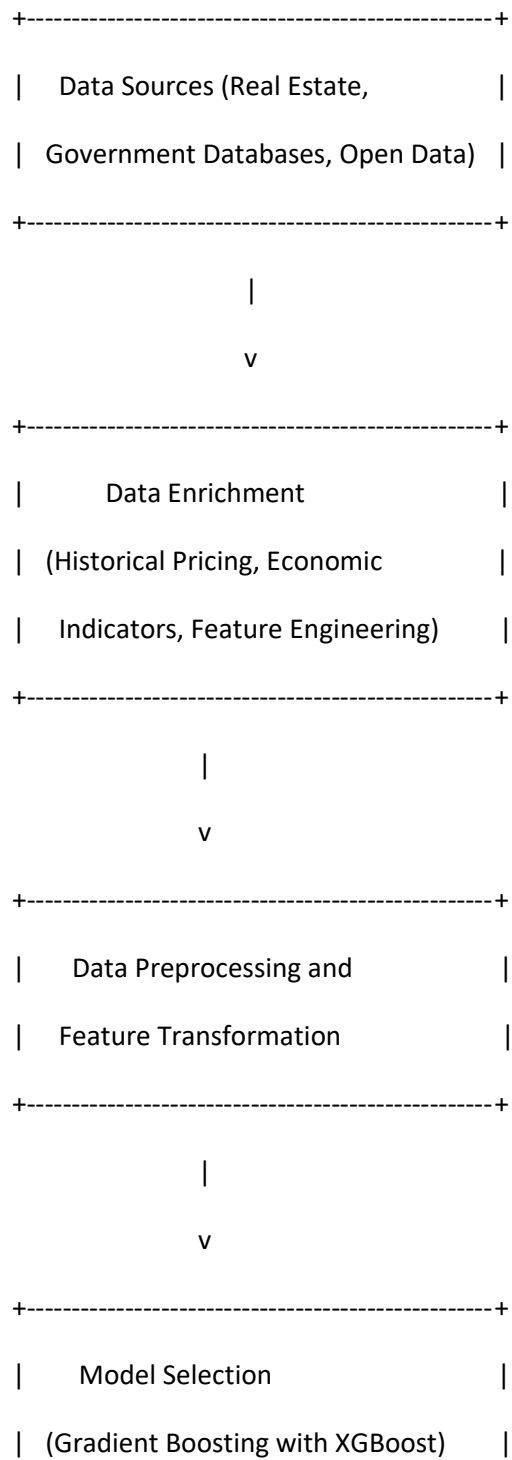 +----------------------------------------------------+
| Data Sources (Real Estate, |
| Government Databases, Open Data) |
+----------------------------------------------------+
|
v
+----------------------------------------------------+
| Data Enrichment |
| (Historical Pricing, Economic |
| Indicators, Feature Engineering) |
+----------------------------------------------------+
|
v
+----------------------------------------------------+
| Data Preprocessing and |
| Feature Transformation |
+----------------------------------------------------+
|
v
+----------------------------------------------------+
| Model Selection |
| (Gradient Boosting with XGBoost) |